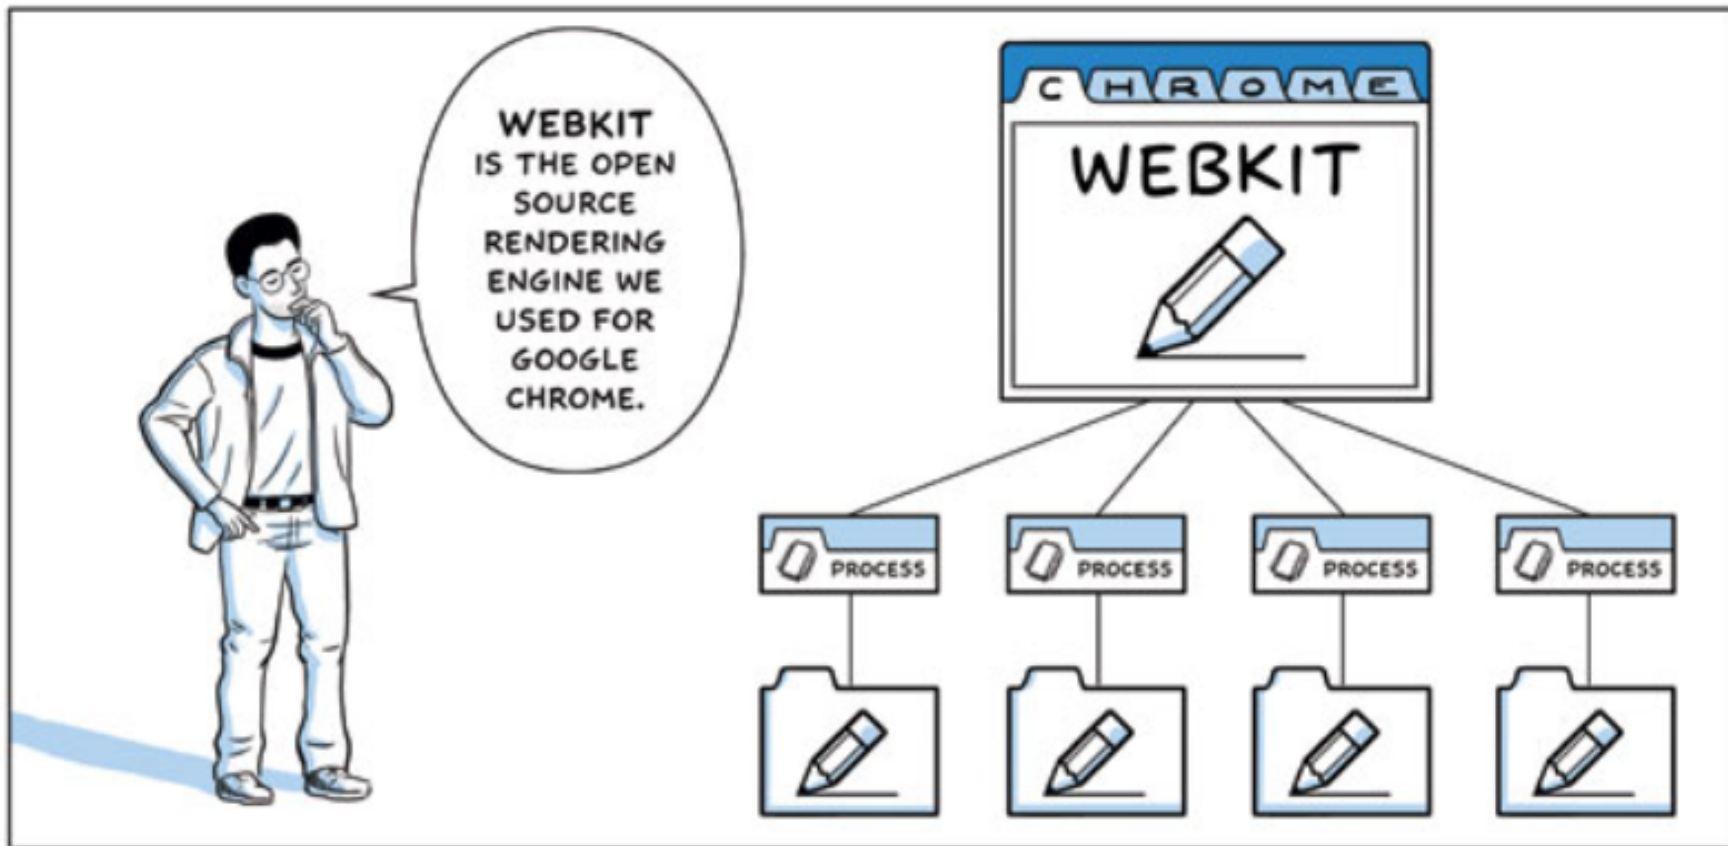 WEBKIT
IS THE OPEN
SOURCE
RENDERING
ENGINE WE
USED FOR
GOOGLE
CHROME.
CHROME
WEBKIT
PROCESS
PROCESS
PROCESS
PROCESS